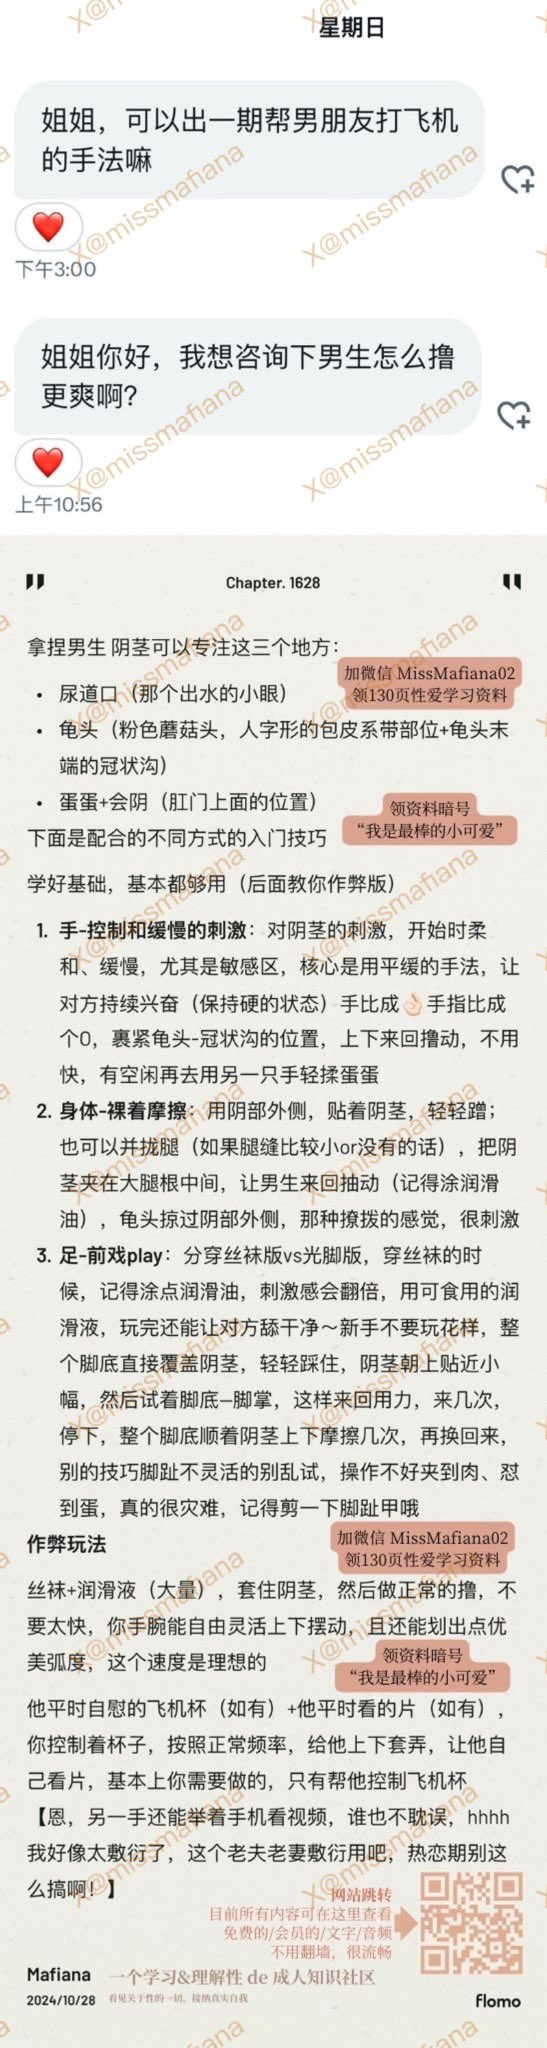 星期日
姐姐，可以出一期帮男朋友打飞机
的手法嘛
❤️
下午3:00
姐姐你好，我想咨询下男生怎么撸
更爽啊？
❤️
上午10:56
Chapter. 1628
拿捏男生 阴茎可以专注这三个地方：
加微信 MissMafiana02
领130页性爱学习资料
• 尿道口（那个出水的小眼）
• 龟头（粉色蘑菇头，人字形的包皮系带部位+龟头末
端的冠状沟）
• 蛋蛋+会阴（肛门上面的位置）
领资料暗号
“我是最棒的小可爱”
下面是配合的不同方式的入门技巧
学好基础，基本都够用（后面教你作弊版）
1. 手-控制和缓慢的刺激：对阴茎的刺激，开始时柔
和、缓慢，尤其是敏感区，核心是用平缓的手法，让
对方持续兴奋（保持硬的状态）手比成👌🏻手指比成
个O，裹紧龟头-冠状沟的位置，上下来回撸动，不用
快，有空闲再去用另一只手轻揉蛋蛋
2. 身体-裸着摩擦：用阴部外侧，贴着阴茎，轻轻蹭；
也可以并拢腿（如果腿缝比较小or没有的话），把阴
茎夹在大腿根中间，让男生来回抽动（记得涂润滑
油），龟头掠过阴部外侧，那种撩拨的感觉，很刺激
3. 足-前戏play：分穿丝袜版vs光脚版，穿丝袜的时
候，记得涂点润滑油，刺激感会翻倍，用可食用的润
滑液，玩完还能让对方舔干净～新手不要玩花样，整
个脚底直接覆盖阴茎，轻轻踩住，阴茎朝上贴近小
幅，然后试着脚底—脚掌，这样来回用力，来几次，
停下，整个脚底顺着阴茎上下摩擦几次，再换回来，
别的技巧脚趾不灵活的别乱试，操作不好夹到肉、怼
到蛋，真的很灾难，记得剪一下脚趾甲哦
作弊玩法
加微信 MissMafiana02
领130页性爱学习资料
丝袜+润滑液（大量），套住阴茎，然后做正常的撸，不
要太快，你手腕能自由灵活上下摆动，且还能划出点优
美弧度，这个速度是理想的
领资料暗号
“我是最棒的小可爱”
他平时自慰的飞机杯（如有）+他平时看的片（如有），
你控制着杯子，按照正常频率，给他上下套弄，让他自
己看片，基本上你需要做的，只有帮他控制飞机杯
【恩，另一手还能举着手机看视频，谁也不耽误，hhhh
我好像太敷衍了，这个老夫老妻敷衍用吧，热恋期别这
么搞啊！】
网站跳转
目前所有内容可在这里查看
免费的/会员的/文字/音频
不用翻墙，很流畅
Mafiana 一个学习&理解性 de 成人知识社区
2024/10/28 看见关于性的一切，接纳真实自我
flomo
X@missmafiana